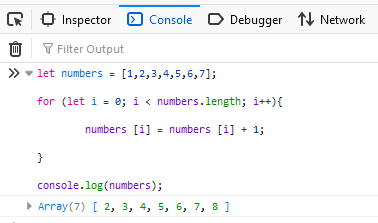 Inspector Console Debugger Network
Filter Output
let numbers = [1,2,3,4,5,6,7];
for (let i = 0; i < numbers.length; i++){
numbers [i] = numbers [i] + 1;
}
console.log(numbers);
Array(7) [ 2, 3, 4, 5, 6, 7, 8 ]